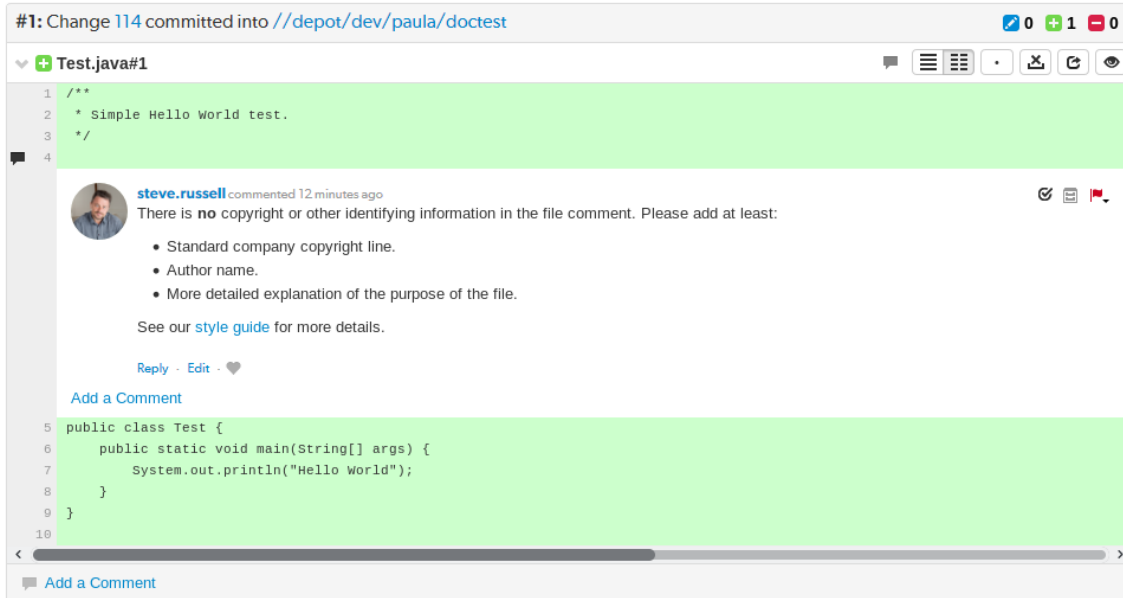 #1: Change 114 committed into //depot/dev/paula/doctest 0 1 0
Test.java#1
1 /**
2  * Simple Hello World test.
3  */
4
steve.russell commented 12 minutes ago
There is no copyright or other identifying information in the file comment. Please add at least:
• Standard company copyright line.
• Author name.
• More detailed explanation of the purpose of the file.
See our style guide for more details.
Reply · Edit ·
Add a Comment
5 public class Test {
6     public static void main(String[] args) {
7         System.out.println("Hello World");
8     }
9 }
10
Add a Comment